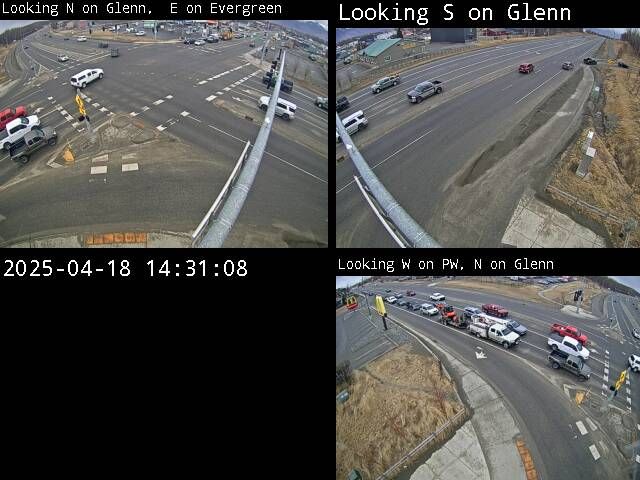 Looking N on Glenn,  E on Evergreen
Looking S on Glenn
2025-04-18 14:31:08
Looking W on PW, N on Glenn